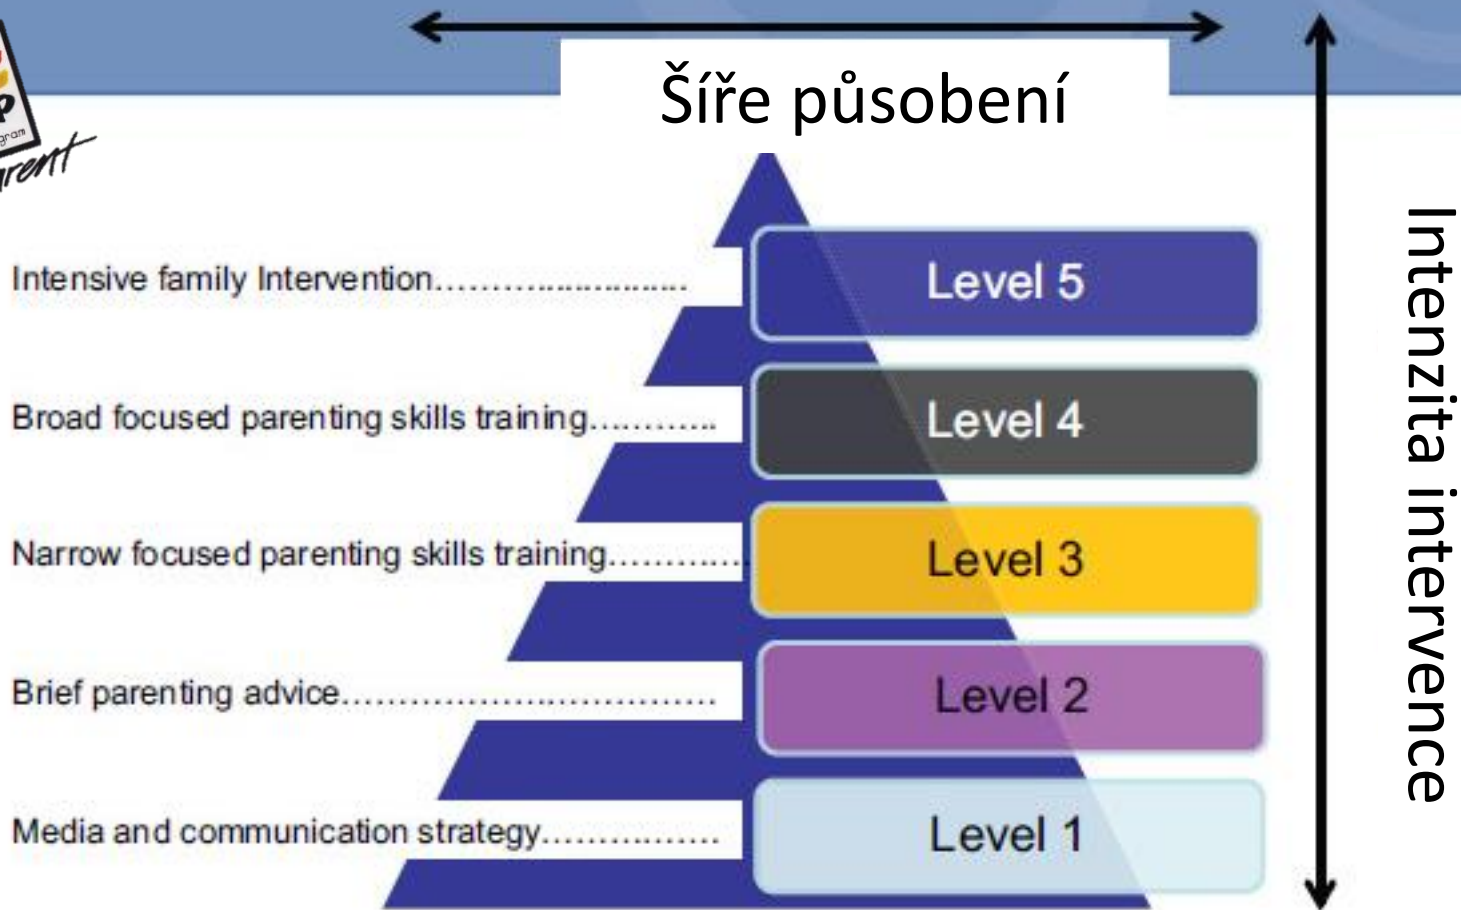 Šíře působení
gram
Intensive family Intervention........................
Level 5
Broad focused parenting skills training............
Level 4
Narrow focused parenting skills training.............
Level 3
Brief parenting advice.................................
Level 2
Media and communication strategy.................
Level 1
Intenzita intervence